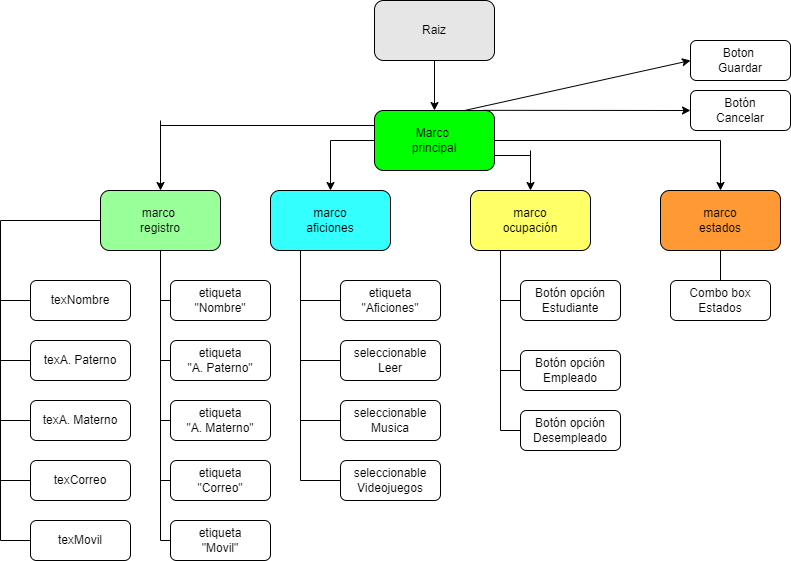 Raiz
Boton
Guardar
Botón
Cancelar
Marco
principal
marco
registro
marco
aficiones
marco
ocupación
marco
estados
texNombre
etiqueta
"Nombre"
etiqueta
"Aficiones"
Botón opción
Estudiante
Combo box
Estados
texA. Paterno
etiqueta
"A. Paterno"
seleccionable
Leer
Botón opción
Empleado
texA. Materno
etiqueta
"A. Materno"
seleccionable
Musica
Botón opción
Desempleado
texCorreo
etiqueta
"Correo"
seleccionable
Videojuegos
texMovil
etiqueta
"Movil"